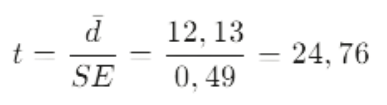 t = d̄ / SE = 12, 13 / 0, 49 = 24, 76